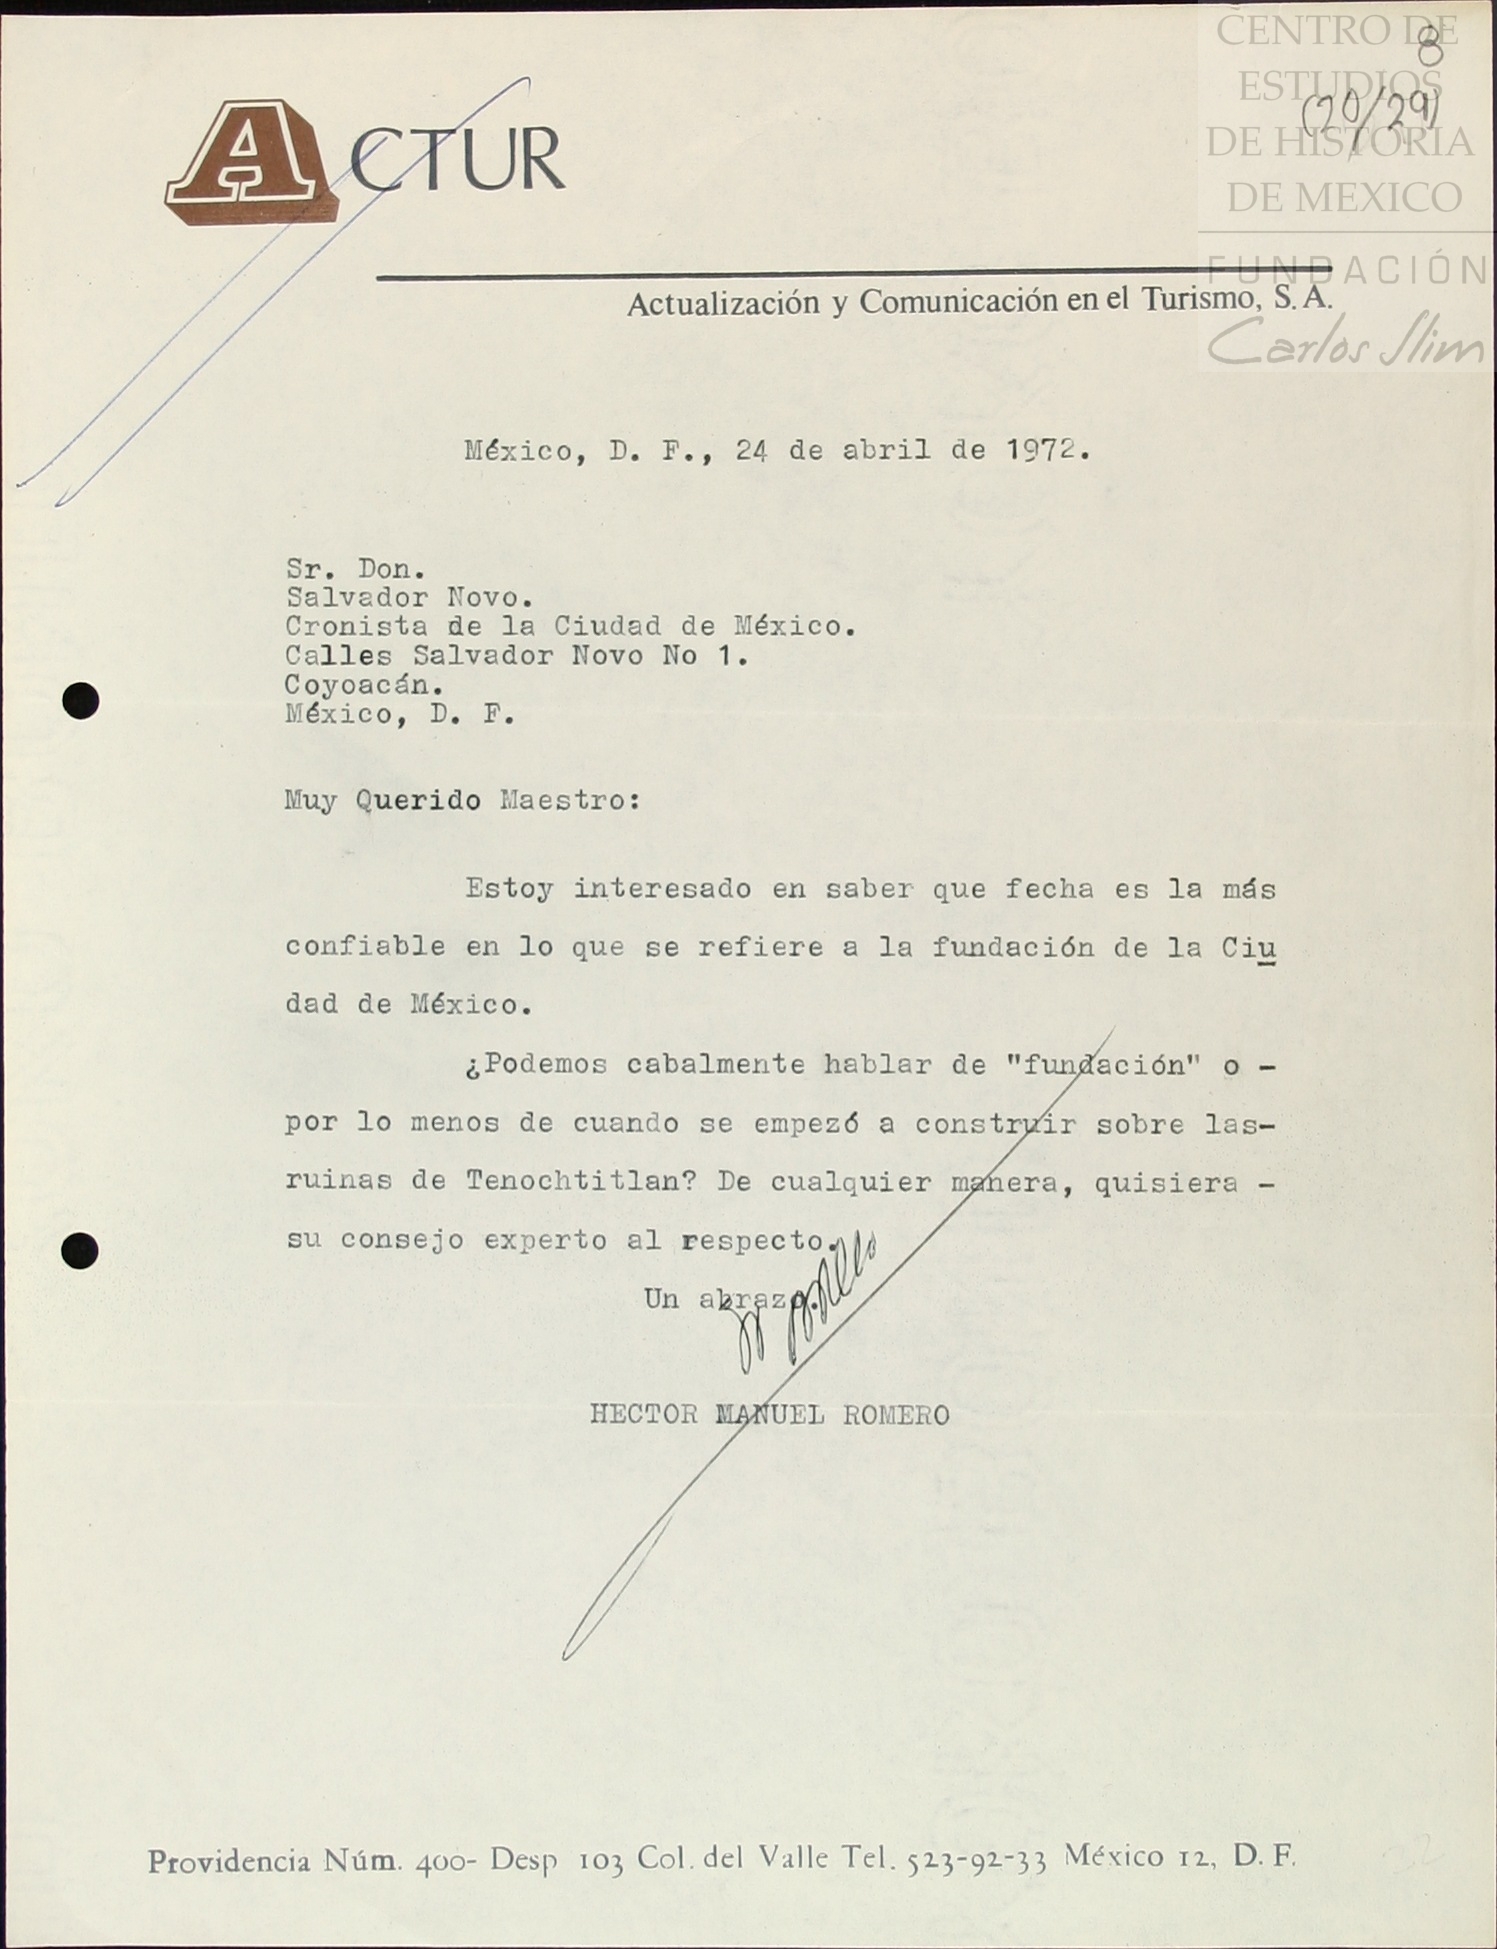 CENTRO DE
ESTUDIOS
DE HISTORIA
DE MEXICO
FUNDACIÓN
Carlos Slim
8
(20/29)
ACTUR
Actualización y Comunicación en el Turismo, S. A.
México, D. F., 24 de abril de 1972.
Sr. Don.
Salvador Novo.
Cronista de la Ciudad de México.
Calles Salvador Novo No 1.
Coyoacán.
México, D. F.
Muy Querido Maestro:
Estoy interesado en saber que fecha es la más
confiable en lo que se refiere a la fundación de la Ciu
dad de México.
¿Podemos cabalmente hablar de "fundación" o -
por lo menos de cuando se empezó a construir sobre las-
ruinas de Tenochtitlan? De cualquier manera, quisiera -
su consejo experto al respecto.
Un abrazo.
HECTOR MANUEL ROMERO
Providencia Núm. 400- Desp 103 Col. del Valle Tel. 523-92-33 México 12, D. F.